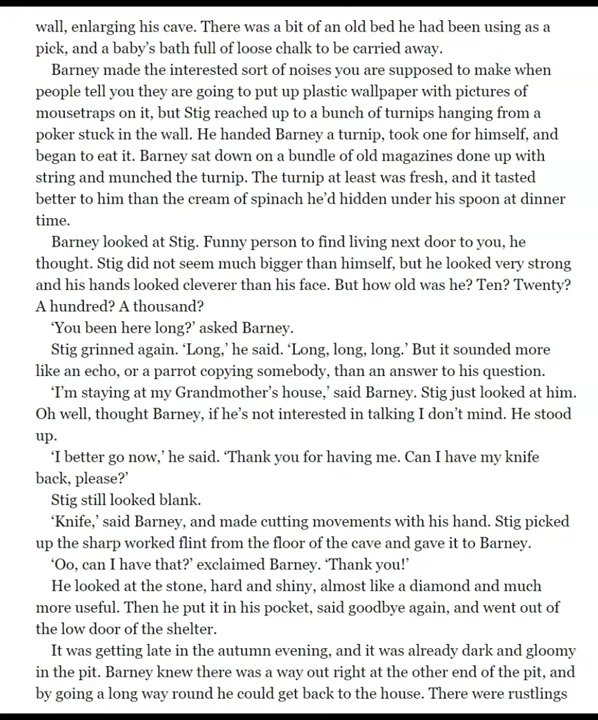 wall, enlarging his cave. There was a bit of an old bed he had been using as a
pick, and a baby’s bath full of loose chalk to be carried away.
Barney made the interested sort of noises you are supposed to make when
people tell you they are going to put up plastic wallpaper with pictures of
mousetraps on it, but Stig reached up to a bunch of turnips hanging from a
poker stuck in the wall. He handed Barney a turnip, took one for himself, and
began to eat it. Barney sat down on a bundle of old magazines done up with
string and munched the turnip. The turnip at least was fresh, and it tasted
better to him than the cream of spinach he’d hidden under his spoon at dinner
time.
Barney looked at Stig. Funny person to find living next door to you, he
thought. Stig did not seem much bigger than himself, but he looked very strong
and his hands looked cleverer than his face. But how old was he? Ten? Twenty?
A hundred? A thousand?
‘You been here long?’ asked Barney.
Stig grinned again. ‘Long,’ he said. ‘Long, long, long.’ But it sounded more
like an echo, or a parrot copying somebody, than an answer to his question.
‘I’m staying at my Grandmother’s house,’ said Barney. Stig just looked at him.
Oh well, thought Barney, if he’s not interested in talking I don’t mind. He stood
up.
‘I better go now,’ he said. ‘Thank you for having me. Can I have my knife
back, please?’
Stig still looked blank.
‘Knife,’ said Barney, and made cutting movements with his hand. Stig picked
up the sharp worked flint from the floor of the cave and gave it to Barney.
‘Oo, can I have that?’ exclaimed Barney. ‘Thank you!’
He looked at the stone, hard and shiny, almost like a diamond and much
more useful. Then he put it in his pocket, said goodbye again, and went out of
the low door of the shelter.
It was getting late in the autumn evening, and it was already dark and gloomy
in the pit. Barney knew there was a way out right at the other end of the pit, and
by going a long way round he could get back to the house. There were rustlings